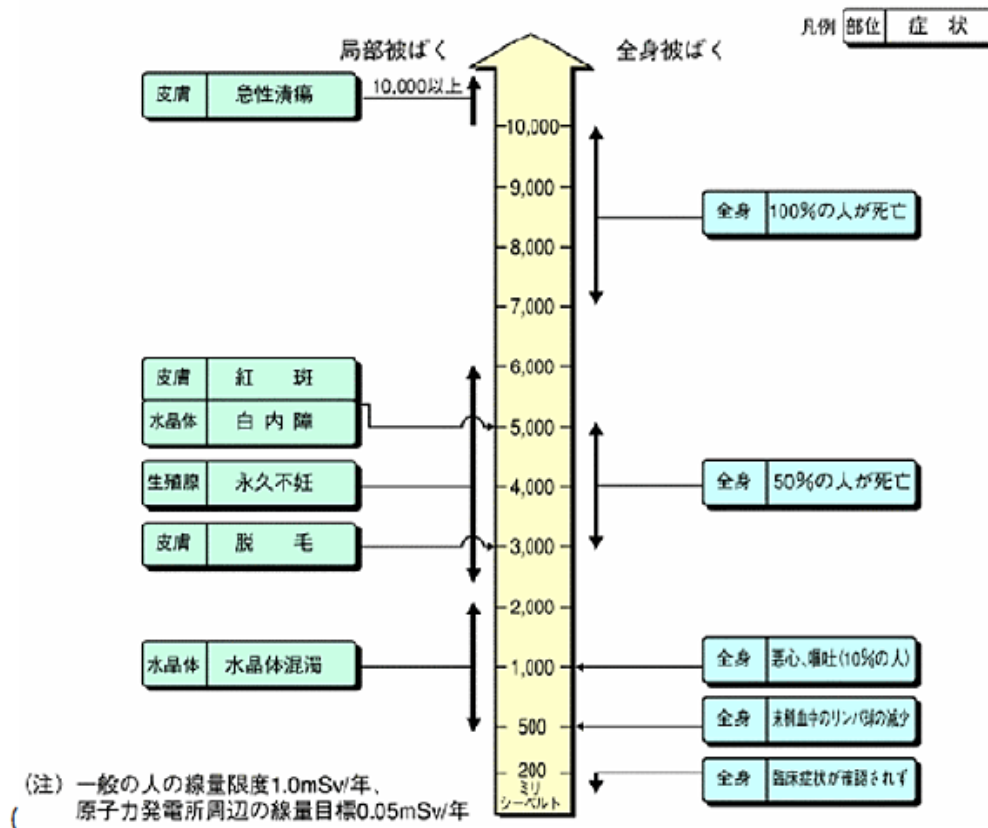 凡例 部位 症 状
局部被ばく
全身被ばく
皮膚 急性潰瘍
10,000以上
10,000
9,000
全身 100%の人が死亡
8,000
7,000
6,000
皮膚 紅 斑
水晶体 白内障
5,000
生殖腺 永久不妊
4,000
全身 50%の人が死亡
皮膚 脱 毛
3,000
2,000
水晶体 水晶体混濁
1,000
全身 悪心、嘔吐(10%の人)
500
全身 末梢血中のリンパ球の減少
200
ミリ
シーベルト
全身 臨床症状が確認されず
(注) 一般の人の線量限度1.0mSv/年、
原子力発電所周辺の線量目標0.05mSv/年
(